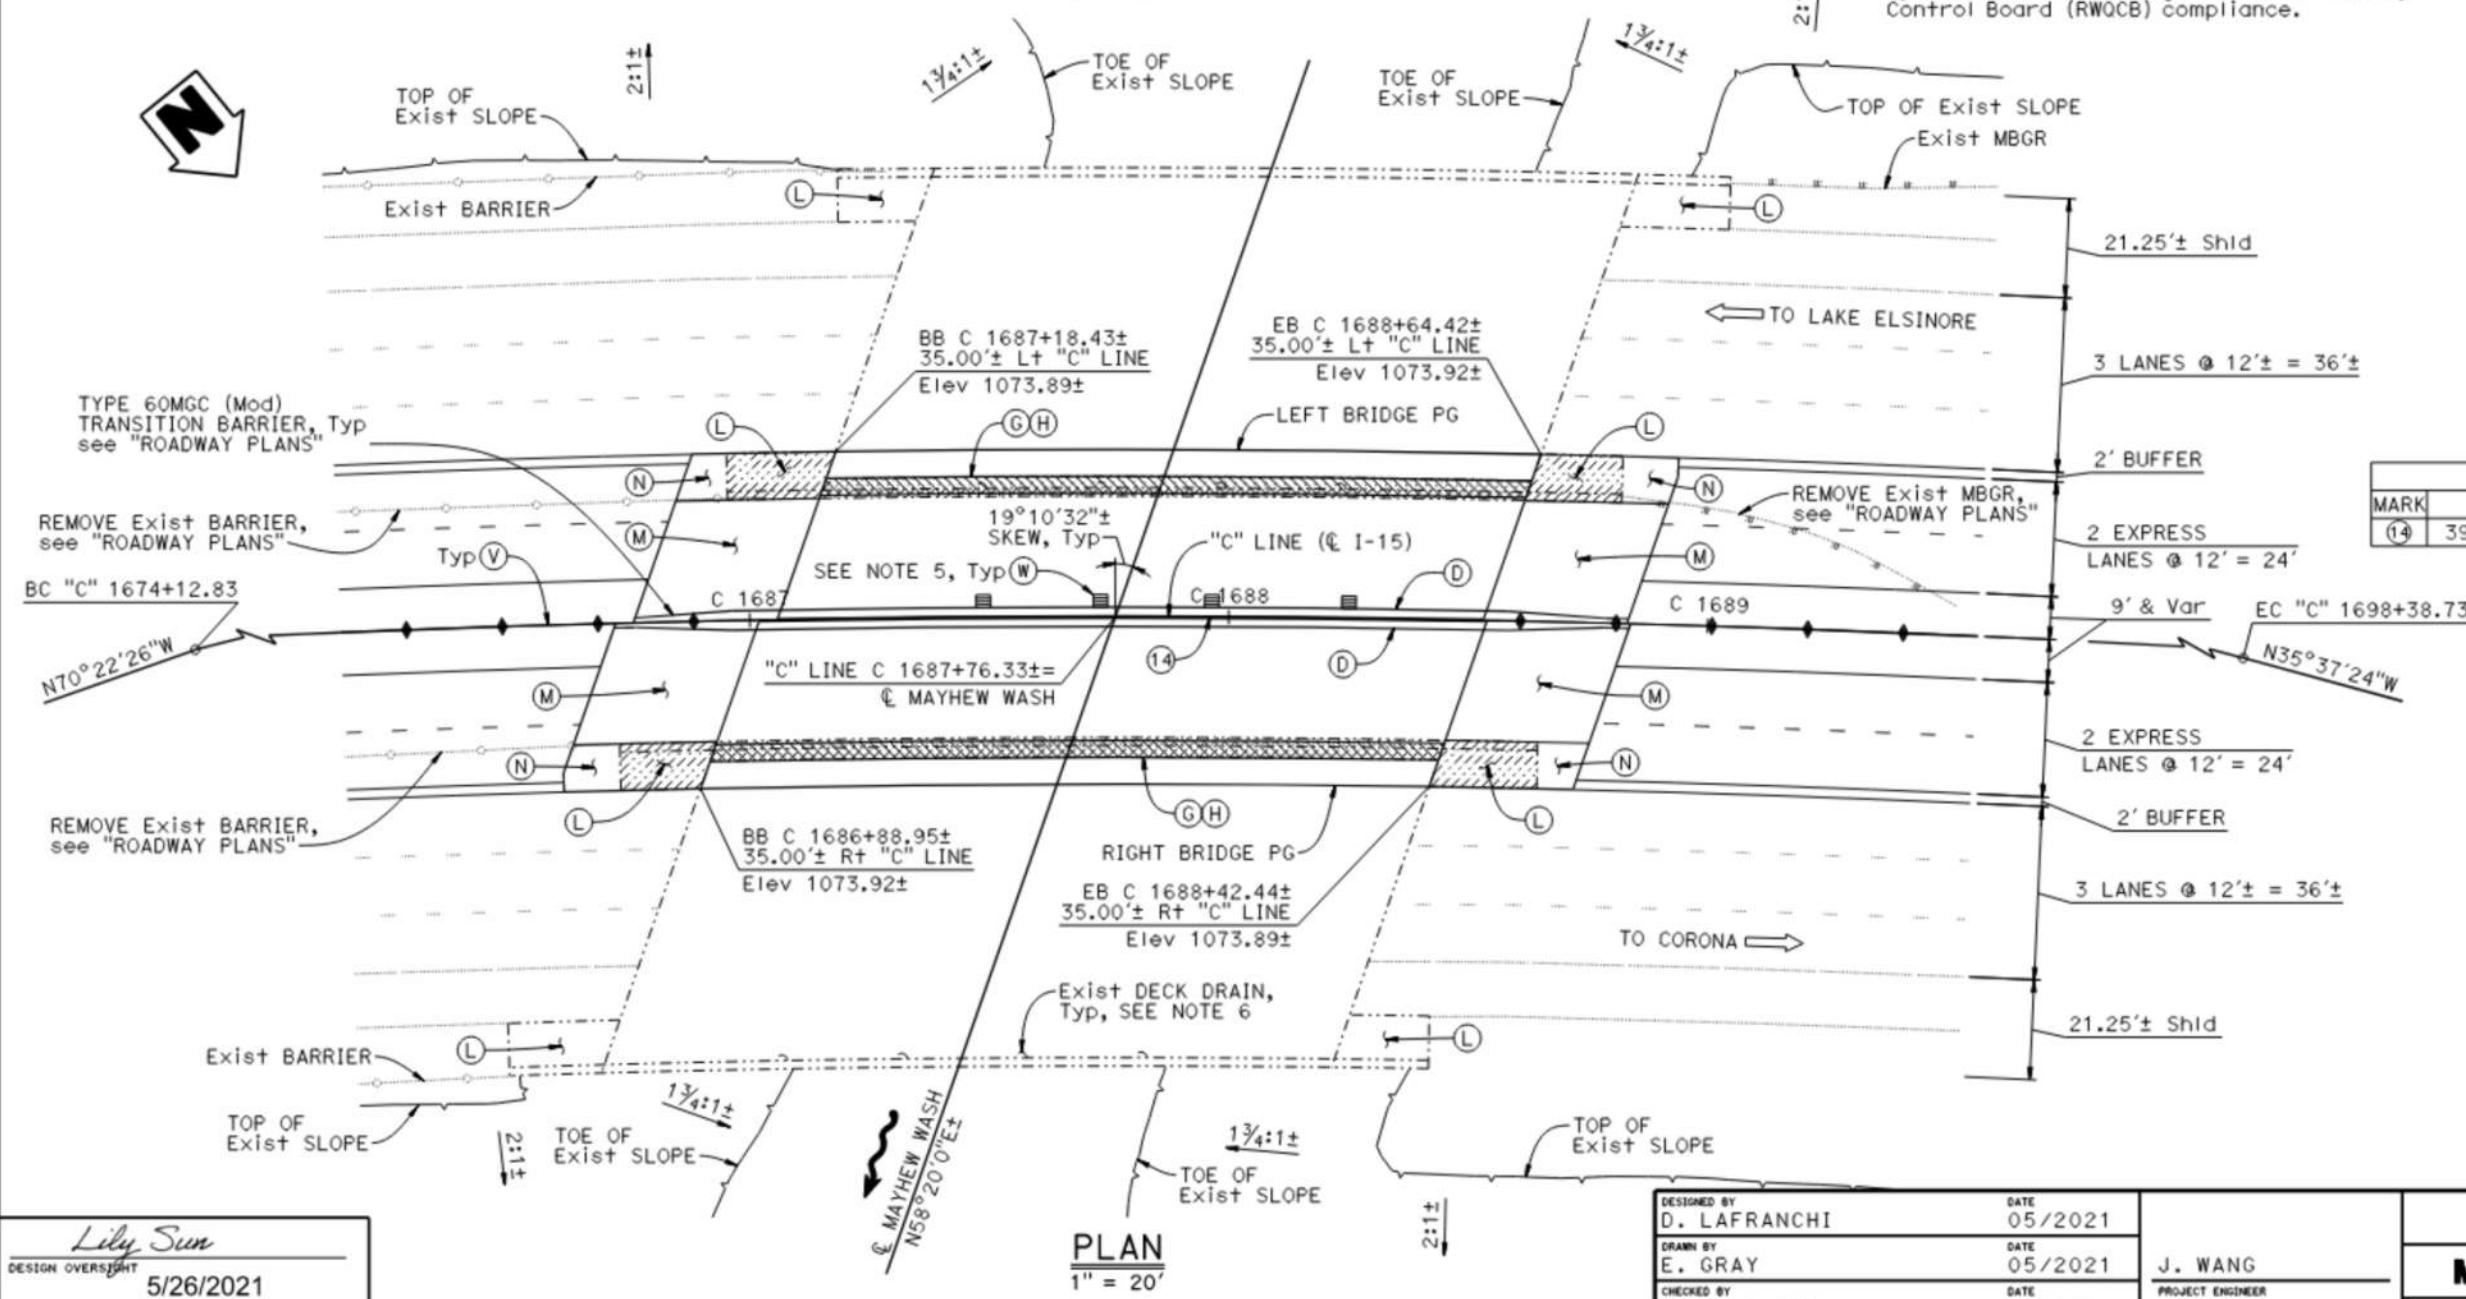 Control Board (RWQCB) compliance.
2:1±
2:1±
1¾:1±
TOE OF
Exist SLOPE
TOE OF
Exist SLOPE
1¾:1±
N
TOP OF
Exist SLOPE
TOP OF Exist SLOPE
Exist MBGR
L
L
Exist BARRIER
21.25'± Shld
TO LAKE ELSINORE
BB C 1687+18.43±
35.00'± Lt "C" LINE
Elev 1073.89±
EB C 1688+64.42±
35.00'± Lt "C" LINE
Elev 1073.92±
3 LANES @ 12'± = 36'±
TYPE 60MGC (Mod)
TRANSITION BARRIER, Typ
see "ROADWAY PLANS"
L
G H
LEFT BRIDGE PG
L
2' BUFFER
N
N
REMOVE Exist MBGR,
see "ROADWAY PLANS"
MARK
14 39
REMOVE Exist BARRIER,
see "ROADWAY PLANS"
M
19°10'32"±
SKEW, Typ
"C" LINE (℄ I-15)
M
2 EXPRESS
LANES @ 12' = 24'
Typ V
SEE NOTE 5, Typ W
D
BC "C" 1674+12.83
C 1687
C 1688
C 1689
9' & Var
EC "C" 1698+38.73
N70°22'26"W
N35°37'24"W
"C" LINE C 1687+76.33±=
℄ MAYHEW WASH
14
D
M
M
N
N
2 EXPRESS
LANES @ 12' = 24'
REMOVE Exist BARRIER,
see "ROADWAY PLANS"
L
G H
L
2' BUFFER
BB C 1686+88.95±
35.00'± Rt "C" LINE
Elev 1073.92±
RIGHT BRIDGE PG
EB C 1688+42.44±
35.00'± Rt "C" LINE
Elev 1073.89±
3 LANES @ 12'± = 36'±
TO CORONA
Exist DECK DRAIN,
Typ, SEE NOTE 6
21.25'± Shld
Exist BARRIER
L
L
TOP OF
Exist SLOPE
2:1±
TOE OF
Exist SLOPE
1¾:1±
℄ MAYHEW WASH
N58°20'0"E±
1¾:1±
TOE OF
Exist SLOPE
TOP OF
Exist SLOPE
2:1±
PLAN
1" = 20'
Lily Sun
DESIGN OVERSIGHT
5/26/2021
DESIGNED BY DATE
D. LAFRANCHI 05/2021
DRAWN BY DATE
E. GRAY 05/2021
CHECKED BY DATE
J. WANG
PROJECT ENGINEER